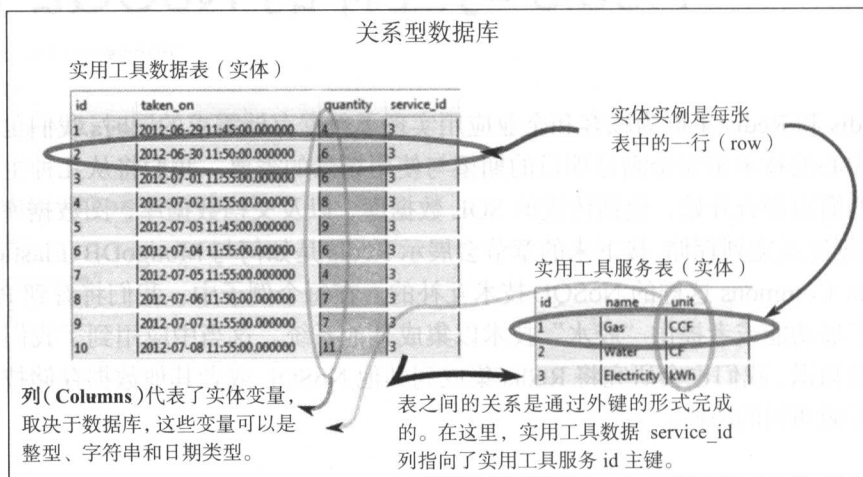 关系型数据库
实用工具数据表（实体）
id taken_on quantity service_id
1 2012-06-29 11:45:00.000000 4 3
2 2012-06-30 11:50:00.000000 6 3
3 2012-07-01 11:55:00.000000 6 3
4 2012-07-02 11:55:00.000000 8 3
5 2012-07-03 11:45:00.000000 9 3
6 2012-07-04 11:55:00.000000 6 3
7 2012-07-05 11:55:00.000000 4 3
8 2012-07-06 11:50:00.000000 7 3
9 2012-07-07 11:55:00.000000 7 3
10 2012-07-08 11:55:00.000000 11 3
实体实例是每张
表中的一行（row）
实用工具服务表（实体）
id name unit
1 Gas CCF
2 Water CF
3 Electricity kWh
列（Columns）代表了实体变量，
取决于数据库，这些变量可以是
整型、字符串和日期类型。
表之间的关系是通过外键的形式完成
的。在这里，实用工具数据 service_id
列指向了实用工具服务 id 主键。